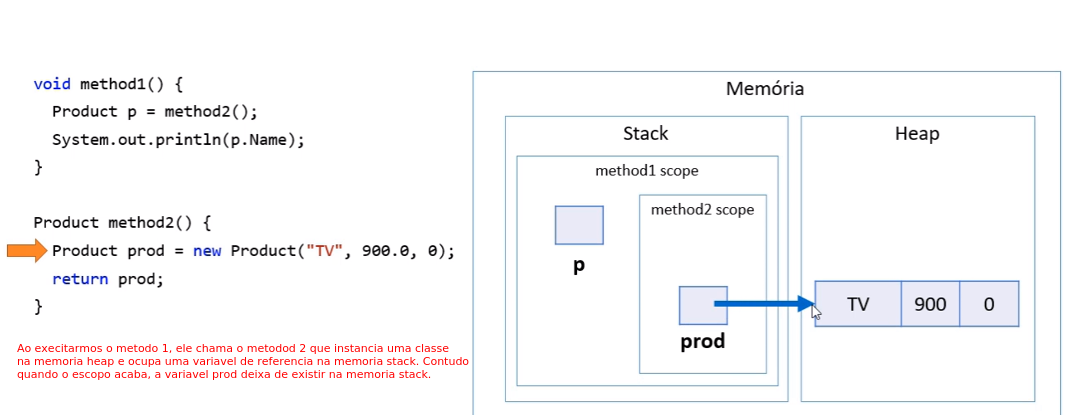 void method1() {
Product p = method2();
System.out.println(p.Name);
}
Product method2() {
Product prod = new Product("TV", 900.0, 0);
return prod;
}
Ao execitarmos o metodo 1, ele chama o metodod 2 que instancia uma classe
na memoria heap e ocupa uma variavel de referencia na memoria stack. Contudo
quando o escopo acaba, a variavel prod deixa de existir na memoria stack.
Memória
Stack
method1 scope
method2 scope
p
prod
Heap
TV 900 0